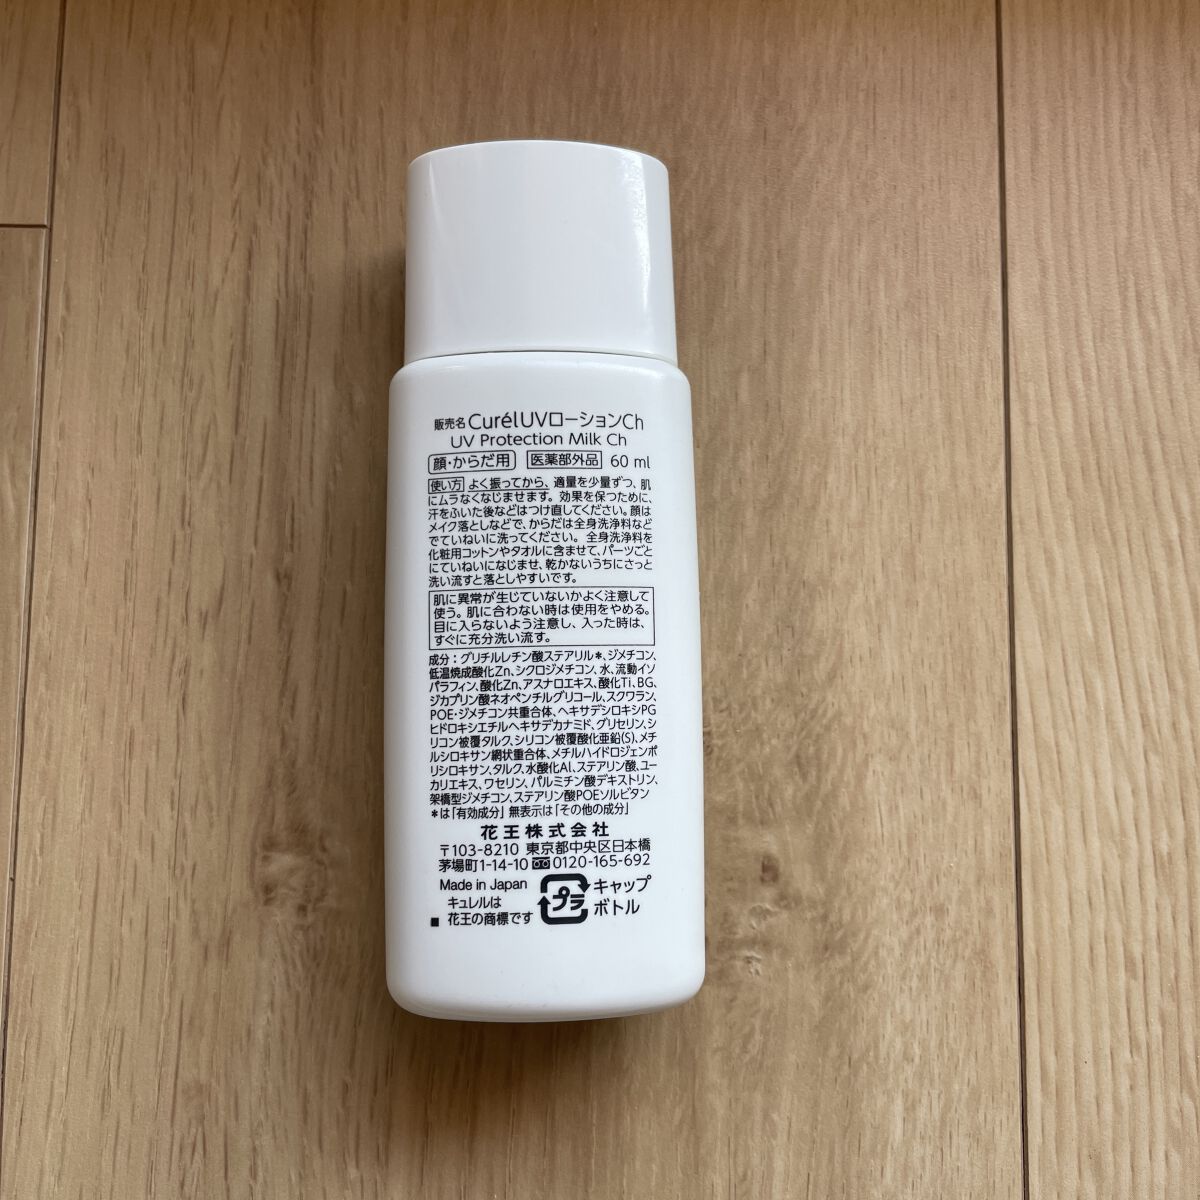 販売名 CurélUVローションCh
UV Protection Milk Ch
顔・からだ用 医薬部外品 60 ml
使い方 よく振ってから、適量を少量ずつ、肌
にムラなくなじませます。効果を保つために、
汗をふいた後などはつけ直してください。顔は
メイク落としなどで、からだは全身洗浄料など
でていねいに洗ってください。全身洗浄料を
化粧用コットンやタオルに含ませて、パーツごと
にていねいになじませ、乾かないうちにさっと
洗い流すと落としやすいです。
肌に異常が生じていないかよく注意して
使う。肌に合わない時は使用をやめる。
目に入らないよう注意し、入った時は、
すぐに充分洗い流す。
成分：グリチルレチン酸ステアリル＊、ジメチコン、
低温焼成酸化Zn、シクロジメチコン、水、流動イソ
パラフィン、酸化Zn、アスナロエキス、酸化Ti、BG、
ジカプリン酸ネオペンチルグリコール、スクワラン、
POE・ジメチコン共重合体、ヘキサデシロキシPG
ヒドロキシエチルヘキサデカナミド、グリセリン、シ
リコン被覆タルク、シリコン被覆酸化亜鉛(S)、メチ
ルシロキサン網状重合体、メチルハイドロジェンポ
リシロキサン、タルク、水酸化Al、ステアリン酸、ユー
カリエキス、ワセリン、パルミチン酸デキストリン、
架橋型ジメチコン、ステアリン酸POEソルビタン
＊は「有効成分」無表示は「その他の成分」
花王株式会社
〒103-8210 東京都中央区日本橋
茅場町1-14-10 0120-165-692
Made in Japan
キュレルは
花王の商標です
プラ
キャップ
ボトル